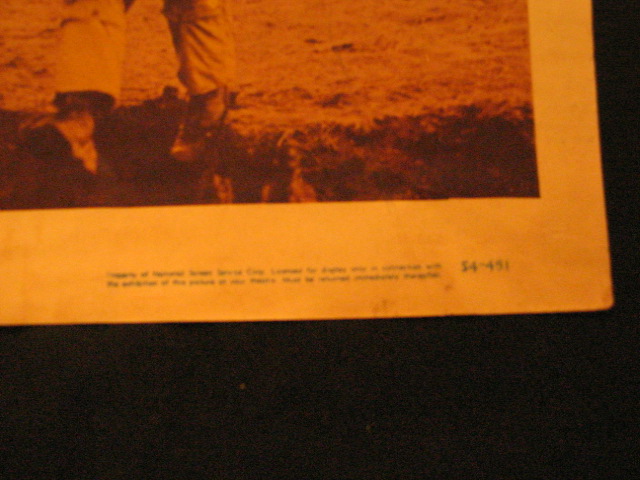 Property of National Screen Service Corp. Licensed for display only in connection with
the exhibition of this picture at your theatre. Must be returned immediately thereafter.
54-451